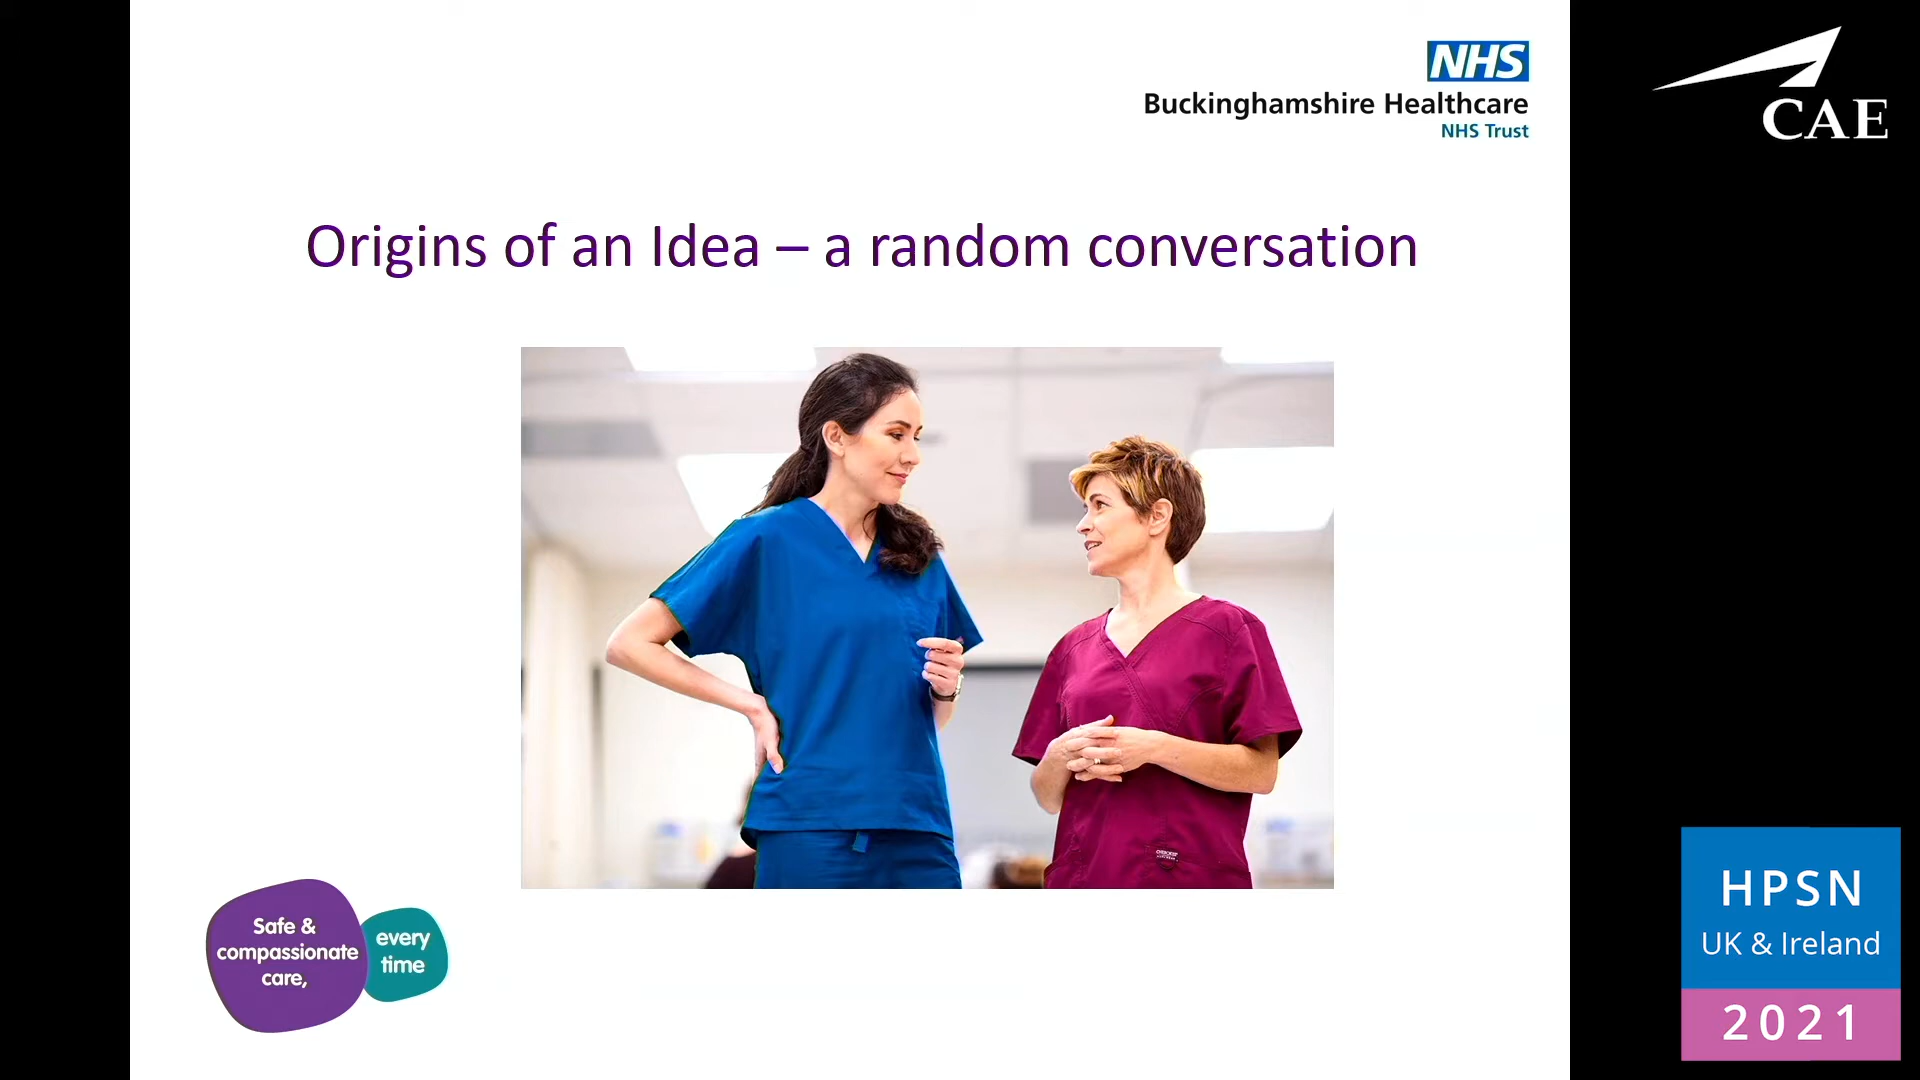 NHS
Buckinghamshire Healthcare
NHS Trust
CAE
Origins of an Idea – a random conversation
Safe &
compassionate
care,
every
time
HPSN
UK & Ireland
2021